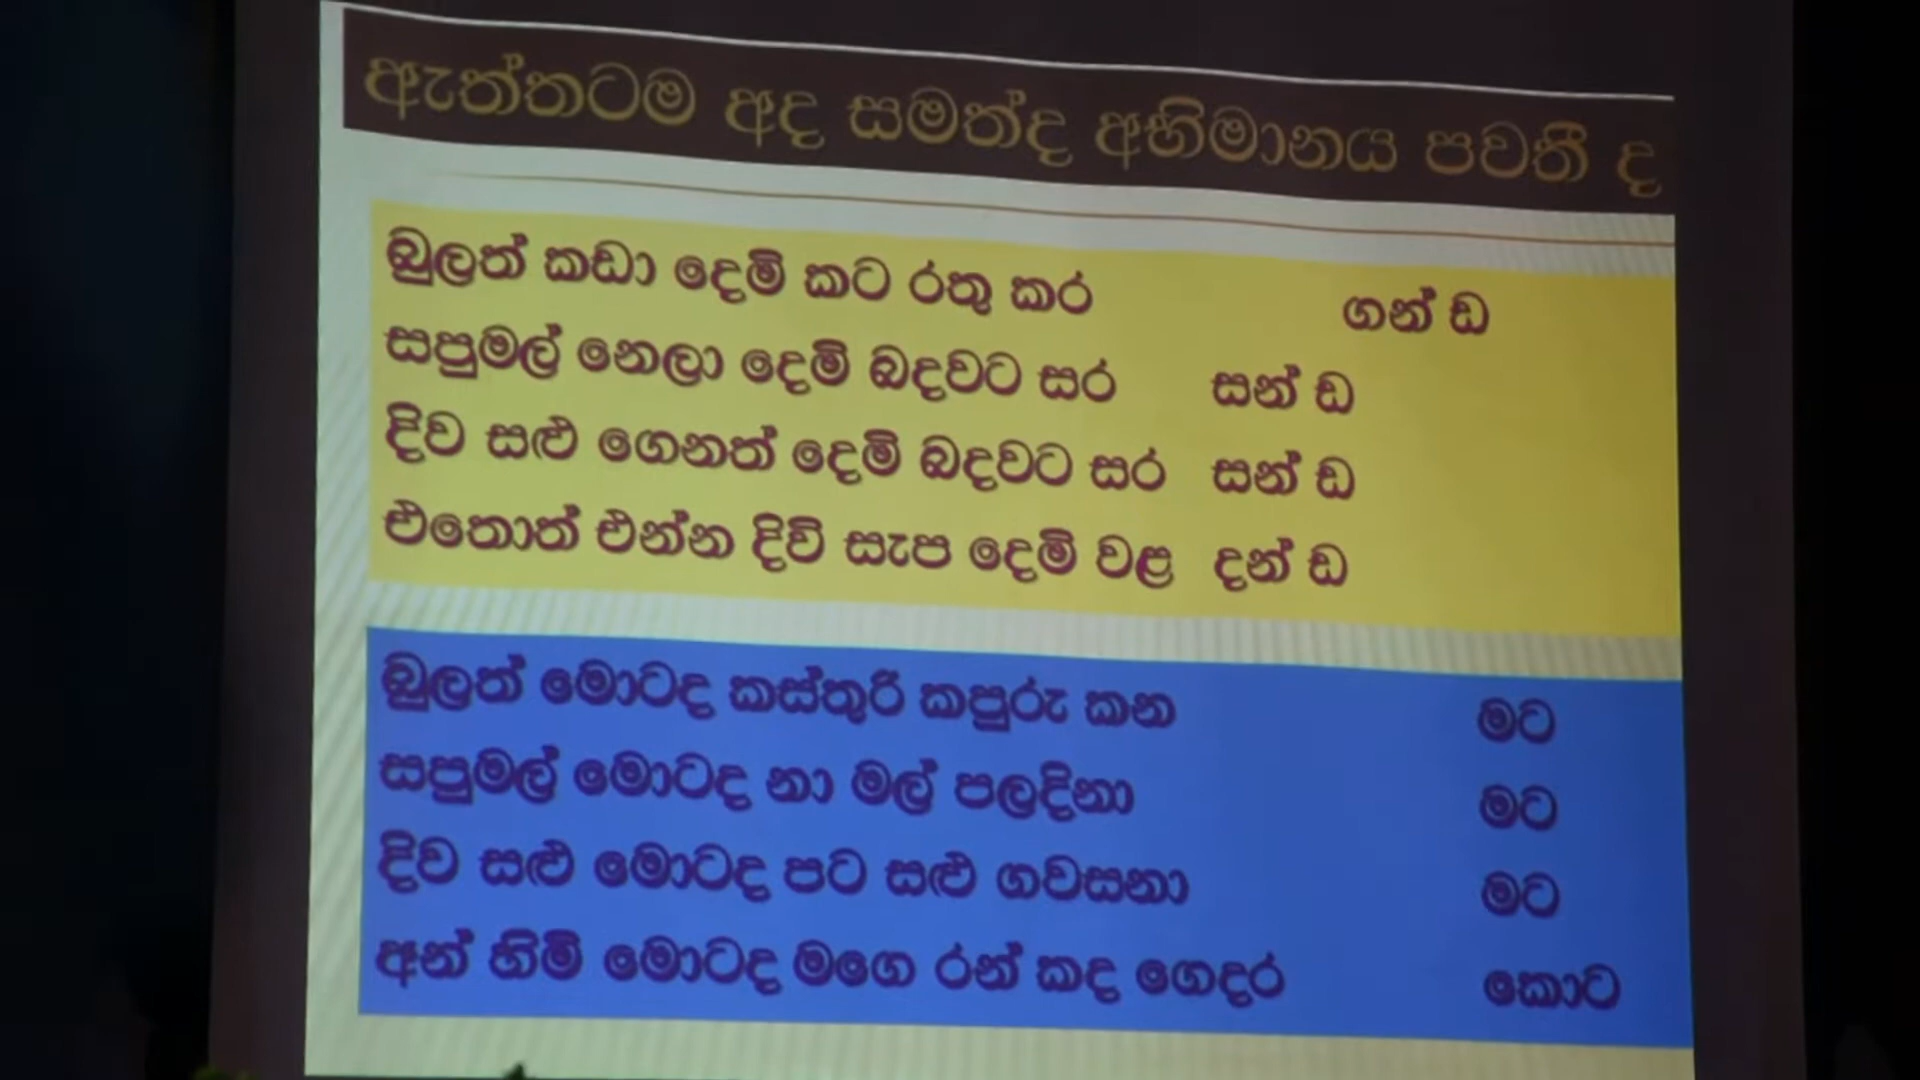 ඇත්තටම අද සමත්ද අභිමානය පවතී ද
බුලත් කඩා දෙමි කට රතු කර ගන් ඩ
සපුමල් නෙලා දෙමි බදවට සර සන් ඩ
දිව සළු ගෙනත් දෙමි බදවට සර සන් ඩ
එතොත් එන්න දිවි සැප දෙමි වළ දන් ඩ
බුලත් මොටද කස්තුරි කපුරු කන මට
සපුමල් මොටද නා මල් පලදිනා මට
දිව සළු මොටද පට සළු ගවසනා මට
අන් හිමි මොටද මගෙ රන් කද ගෙදර කොට